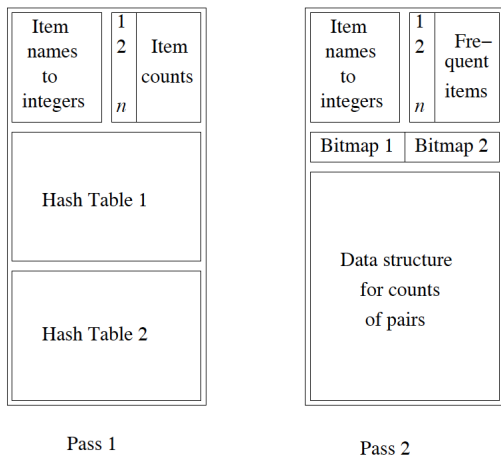 Item
names
to
integers
1
2
n
Item
counts
Hash Table 1
Hash Table 2
Pass 1
Item
names
to
integers
1
2
n
Fre−
quent
items
Bitmap 1
Bitmap 2
Data structure
for counts
of pairs
Pass 2